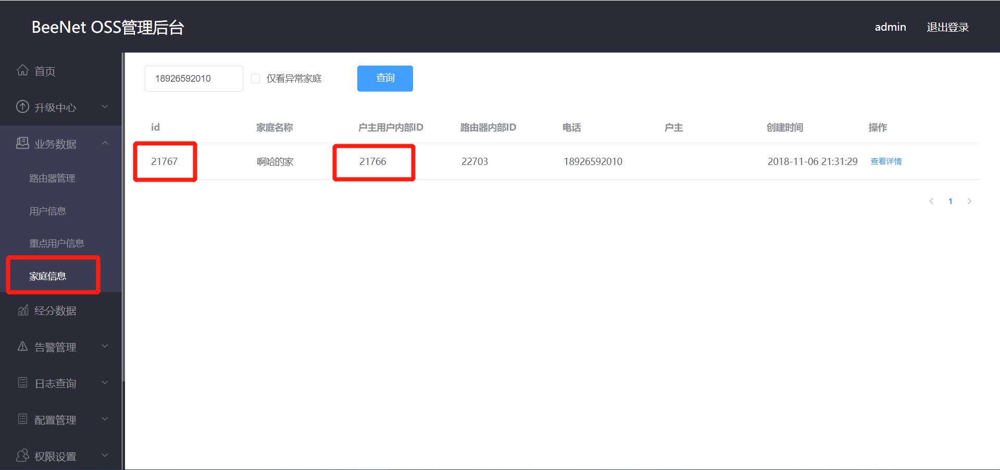 BeeNet OSS管理后台
admin 退出登录
首页
升级中心
业务数据
路由器管理
用户信息
重点用户信息
家庭信息
经分数据
告警管理
日志查询
配置管理
权限设置
18926592010 仅看异常家庭 查询
id 家庭名称 户主用户内部ID 路由器内部ID 电话 户主 创建时间 操作
21767 啊哈的家 21766 22703 18926592010 2018-11-06 21:31:29 查看详情
1